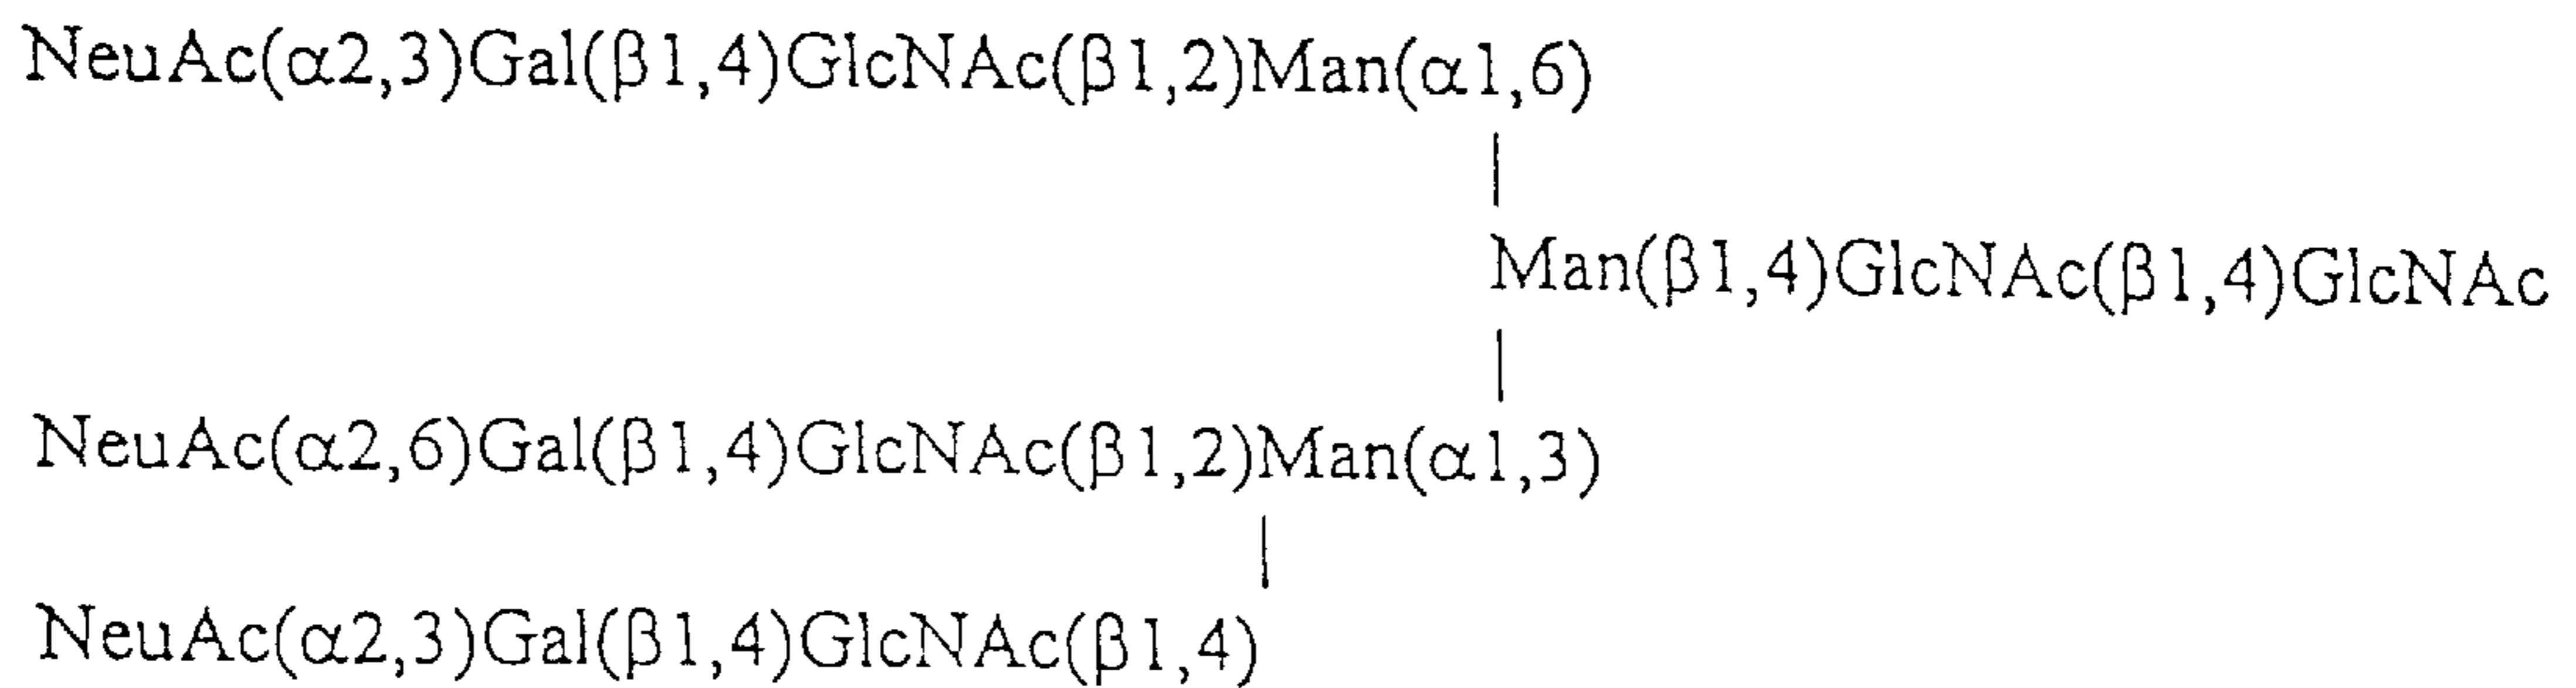 NeuAc(α2,3)Gal(β1,4)GlcNAc(β1,2)Man(α1,6)
Man(β1,4)GlcNAc(β1,4)GlcNAc
NeuAc(α2,6)Gal(β1,4)GlcNAc(β1,2)Man(α1,3)
NeuAc(α2,3)Gal(β1,4)GlcNAc(β1,4)